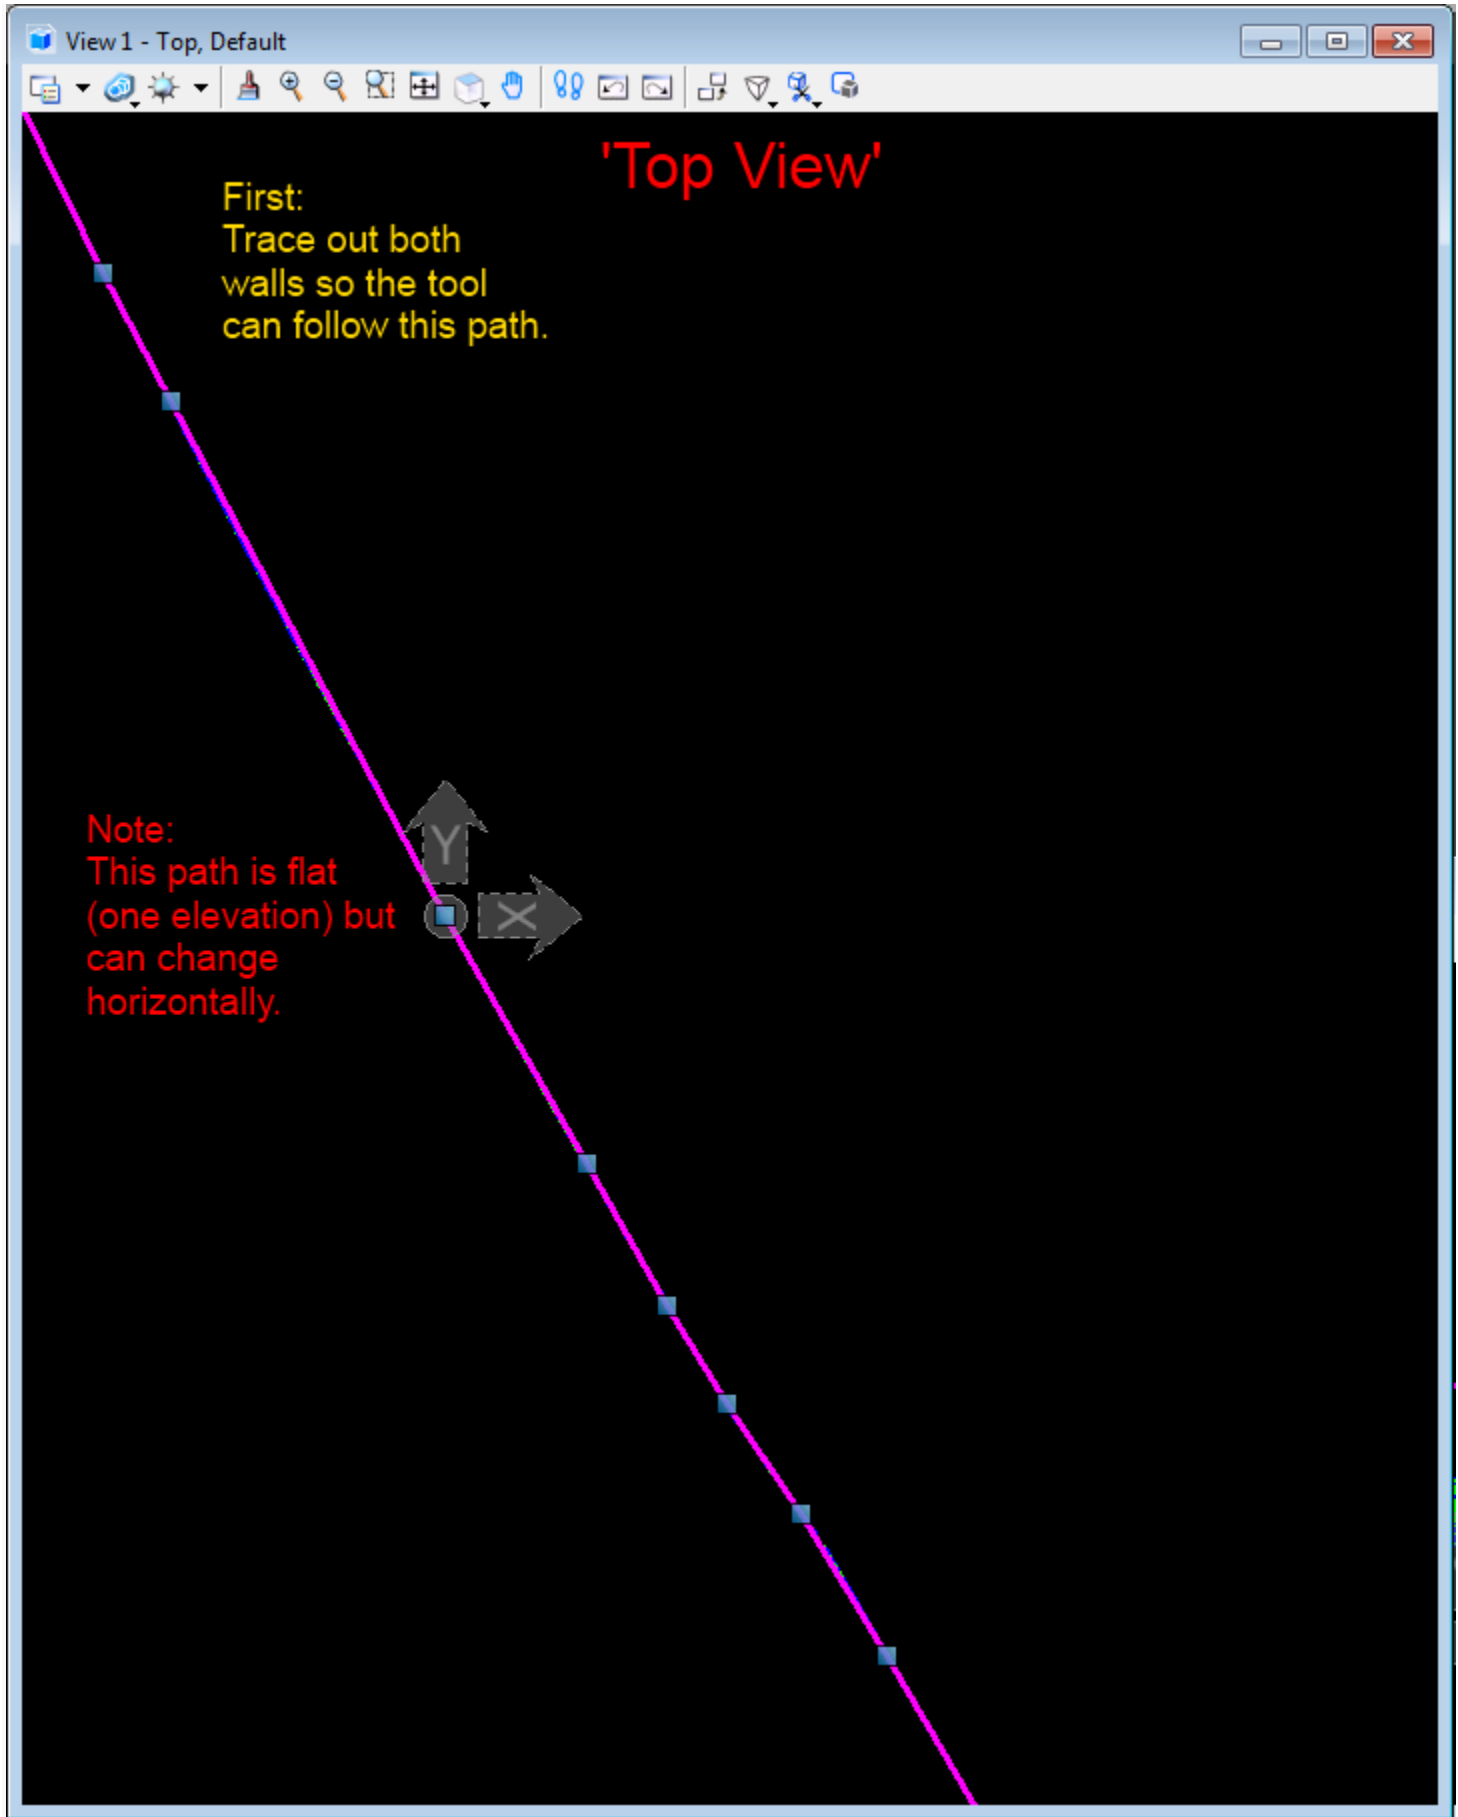 View 1 - Top, Default
'Top View'
First:
Trace out both
walls so the tool
can follow this path.
Y
X
Note:
This path is flat
(one elevation) but
can change
horizontally.